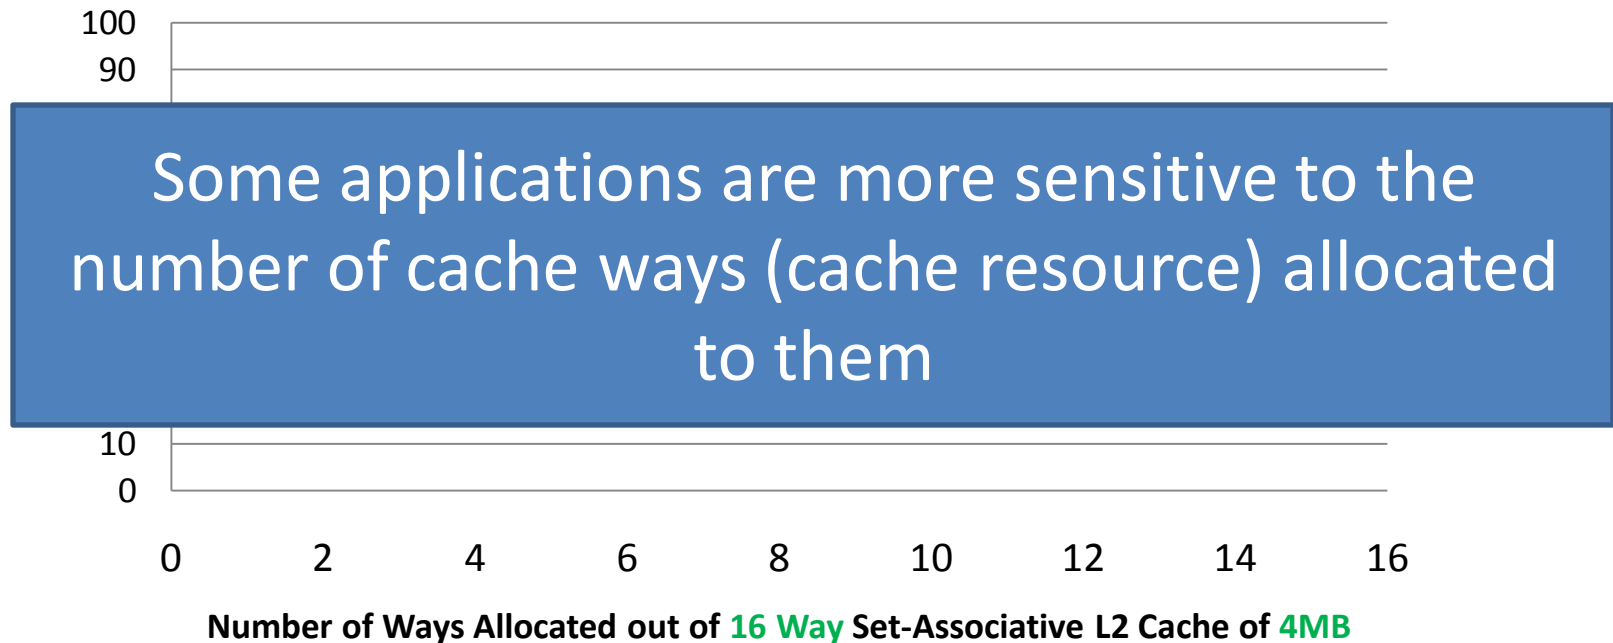 100
90
Some applications are more sensitive to the
number of cache ways (cache resource) allocated
to them
10
0
0 2 4 6 8 10 12 14 16
Number of Ways Allocated out of 16 Way Set-Associative L2 Cache of 4MB